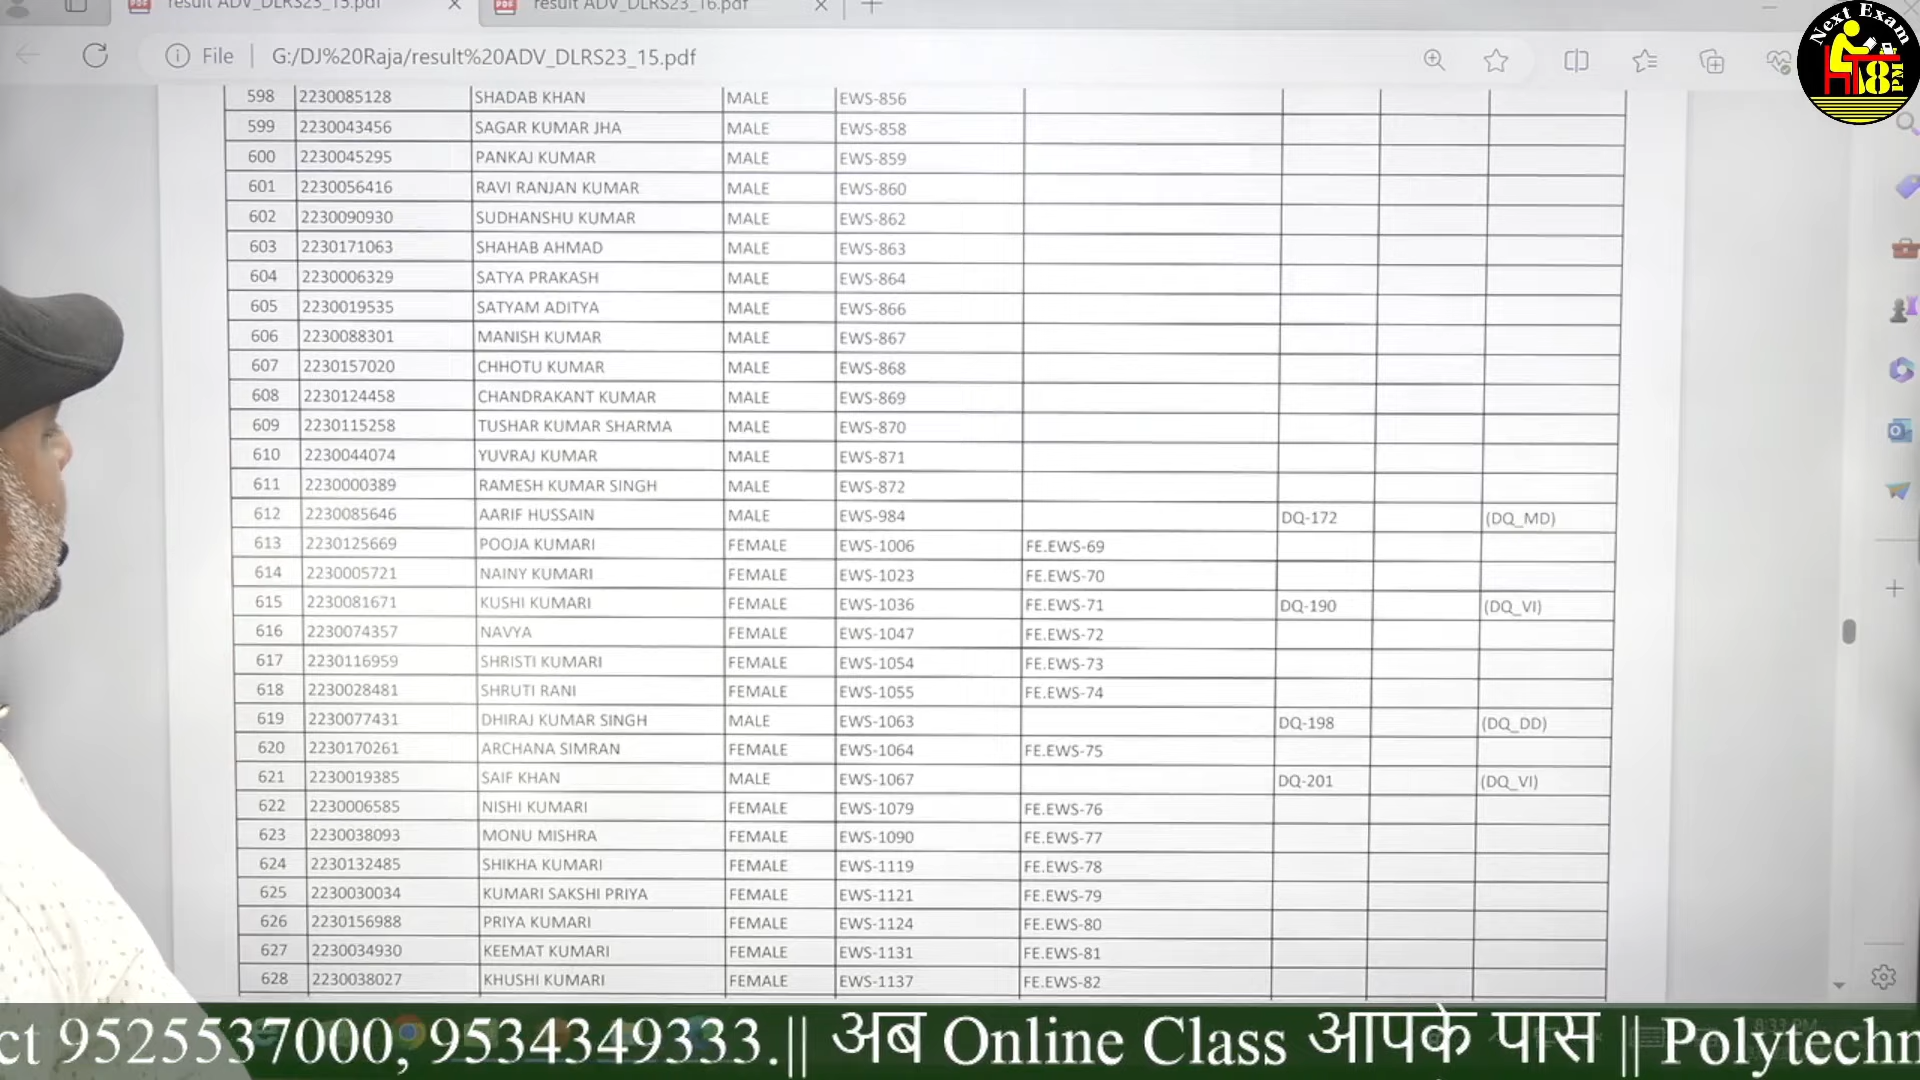 result ADV_DLRS23_15.pdf
result ADV_DLRS23_16.pdf
File G:/DJ%20Raja/result%20ADV_DLRS23_15.pdf
Next Exam
598 2230085128 SHADAB KHAN MALE EWS-856
599 2230043456 SAGAR KUMAR JHA MALE EWS-858
600 2230045295 PANKAJ KUMAR MALE EWS-859
601 2230056416 RAVI RANJAN KUMAR MALE EWS-860
602 2230090930 SUDHANSHU KUMAR MALE EWS-862
603 2230171063 SHAHAB AHMAD MALE EWS-863
604 2230006329 SATYA PRAKASH MALE EWS-864
605 2230019535 SATYAM ADITYA MALE EWS-866
606 2230088301 MANISH KUMAR MALE EWS-867
607 2230157020 CHHOTU KUMAR MALE EWS-868
608 2230124458 CHANDRAKANT KUMAR MALE EWS-869
609 2230115258 TUSHAR KUMAR SHARMA MALE EWS-870
610 2230044074 YUVRAJ KUMAR MALE EWS-871
611 2230000389 RAMESH KUMAR SINGH MALE EWS-872
612 2230085646 AARIF HUSSAIN MALE EWS-984 DQ-172 (DQ_MD)
613 2230125669 POOJA KUMARI FEMALE EWS-1006 FE.EWS-69
614 2230005721 NAINY KUMARI FEMALE EWS-1023 FE.EWS-70
615 2230081671 KUSHI KUMARI FEMALE EWS-1036 FE.EWS-71 DQ-190 (DQ_VI)
616 2230074357 NAVYA FEMALE EWS-1047 FE.EWS-72
617 2230116959 SHRISTI KUMARI FEMALE EWS-1054 FE.EWS-73
618 2230028481 SHRUTI RANI FEMALE EWS-1055 FE.EWS-74
619 2230077431 DHIRAJ KUMAR SINGH MALE EWS-1063 DQ-198 (DQ_DD)
620 2230170261 ARCHANA SIMRAN FEMALE EWS-1064 FE.EWS-75
621 2230019385 SAIF KHAN MALE EWS-1067 DQ-201 (DQ_VI)
622 2230006585 NISHI KUMARI FEMALE EWS-1079 FE.EWS-76
623 2230038093 MONU MISHRA FEMALE EWS-1090 FE.EWS-77
624 2230132485 SHIKHA KUMARI FEMALE EWS-1119 FE.EWS-78
625 2230030034 KUMARI SAKSHI PRIYA FEMALE EWS-1121 FE.EWS-79
626 2230156988 PRIYA KUMARI FEMALE EWS-1124 FE.EWS-80
627 2230034930 KEEMAT KUMARI FEMALE EWS-1131 FE.EWS-81
628 2230038027 KHUSHI KUMARI FEMALE EWS-1137 FE.EWS-82
ct 9525537000, 9534349333.|| अब Online Class आपके पास || Polytechn